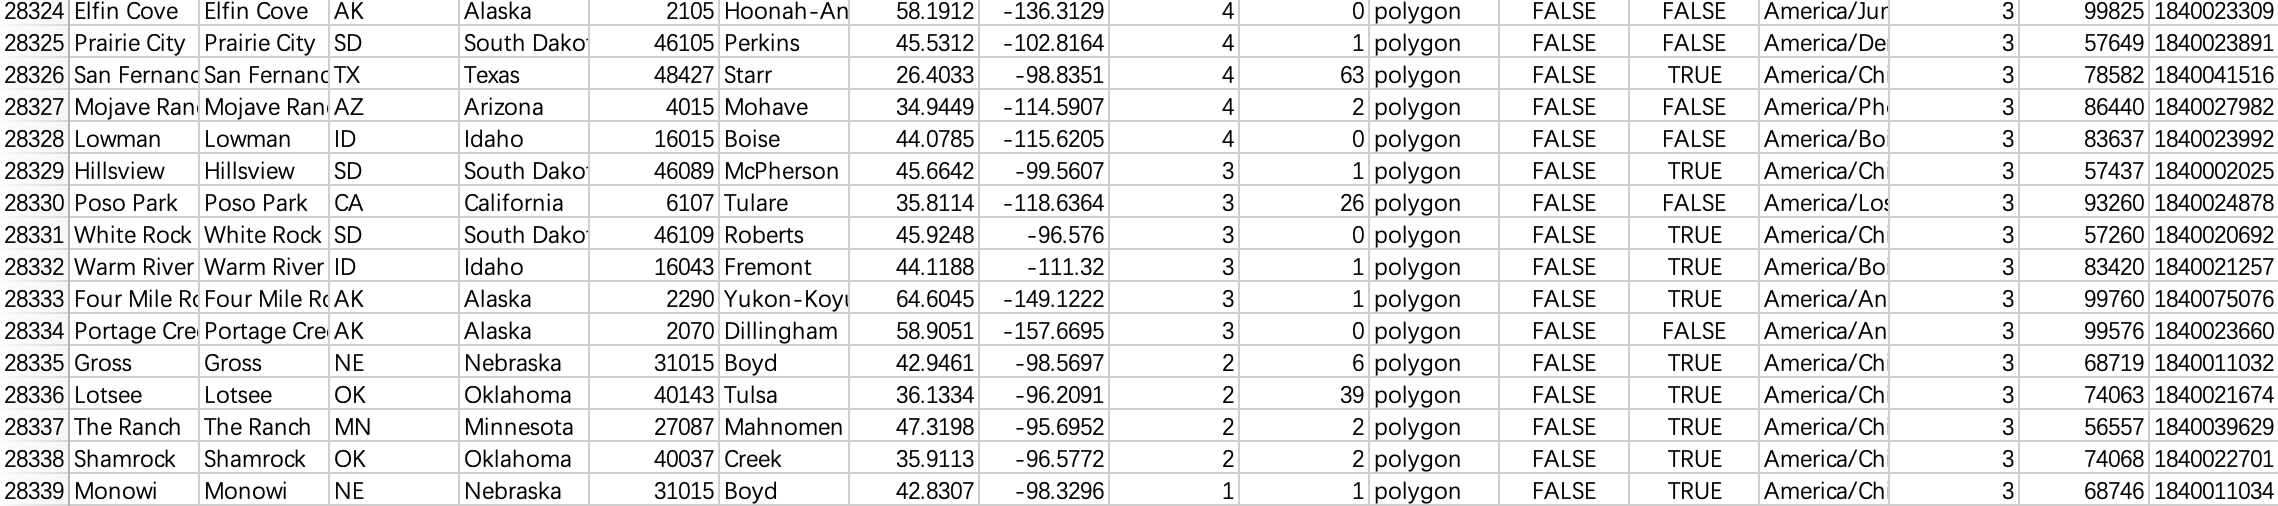 28324 Elfin Cove Elfin Cove AK Alaska 2105 Hoonah-An 58.1912 -136.3129 4 0 polygon FALSE FALSE America/Jun 3 99825 1840023309
28325 Prairie City Prairie City SD South Dako 46105 Perkins 45.5312 -102.8164 4 1 polygon FALSE FALSE America/De 3 57649 1840023891
28326 San Fernand San Fernand TX Texas 48427 Starr 26.4033 -98.8351 4 63 polygon FALSE TRUE America/Chi 3 78582 1840041516
28327 Mojave Ran Mojave Ran AZ Arizona 4015 Mohave 34.9449 -114.5907 4 2 polygon FALSE FALSE America/Pho 3 86440 1840027982
28328 Lowman Lowman ID Idaho 16015 Boise 44.0785 -115.6205 4 0 polygon FALSE FALSE America/Boi 3 83637 1840023992
28329 Hillsview Hillsview SD South Dako 46089 McPherson 45.6642 -99.5607 3 1 polygon FALSE TRUE America/Chi 3 57437 1840002025
28330 Poso Park Poso Park CA California 6107 Tulare 35.8114 -118.6364 3 26 polygon FALSE FALSE America/Los 3 93260 1840024878
28331 White Rock White Rock SD South Dako 46109 Roberts 45.9248 -96.576 3 0 polygon FALSE TRUE America/Chi 3 57260 1840020692
28332 Warm River Warm River ID Idaho 16043 Fremont 44.1188 -111.32 3 1 polygon FALSE TRUE America/Boi 3 83420 1840021257
28333 Four Mile Ro Four Mile Ro AK Alaska 2290 Yukon-Koyu 64.6045 -149.1222 3 1 polygon FALSE TRUE America/An 3 99760 1840075076
28334 Portage Cre Portage Cre AK Alaska 2070 Dillingham 58.9051 -157.6695 3 0 polygon FALSE FALSE America/An 3 99576 1840023660
28335 Gross Gross NE Nebraska 31015 Boyd 42.9461 -98.5697 2 6 polygon FALSE TRUE America/Chi 3 68719 1840011032
28336 Lotsee Lotsee OK Oklahoma 40143 Tulsa 36.1334 -96.2091 2 39 polygon FALSE TRUE America/Chi 3 74063 1840021674
28337 The Ranch The Ranch MN Minnesota 27087 Mahnomen 47.3198 -95.6952 2 2 polygon FALSE TRUE America/Chi 3 56557 1840039629
28338 Shamrock Shamrock OK Oklahoma 40037 Creek 35.9113 -96.5772 2 2 polygon FALSE TRUE America/Chi 3 74068 1840022701
28339 Monowi Monowi NE Nebraska 31015 Boyd 42.8307 -98.3296 1 1 polygon FALSE TRUE America/Chi 3 68746 1840011034